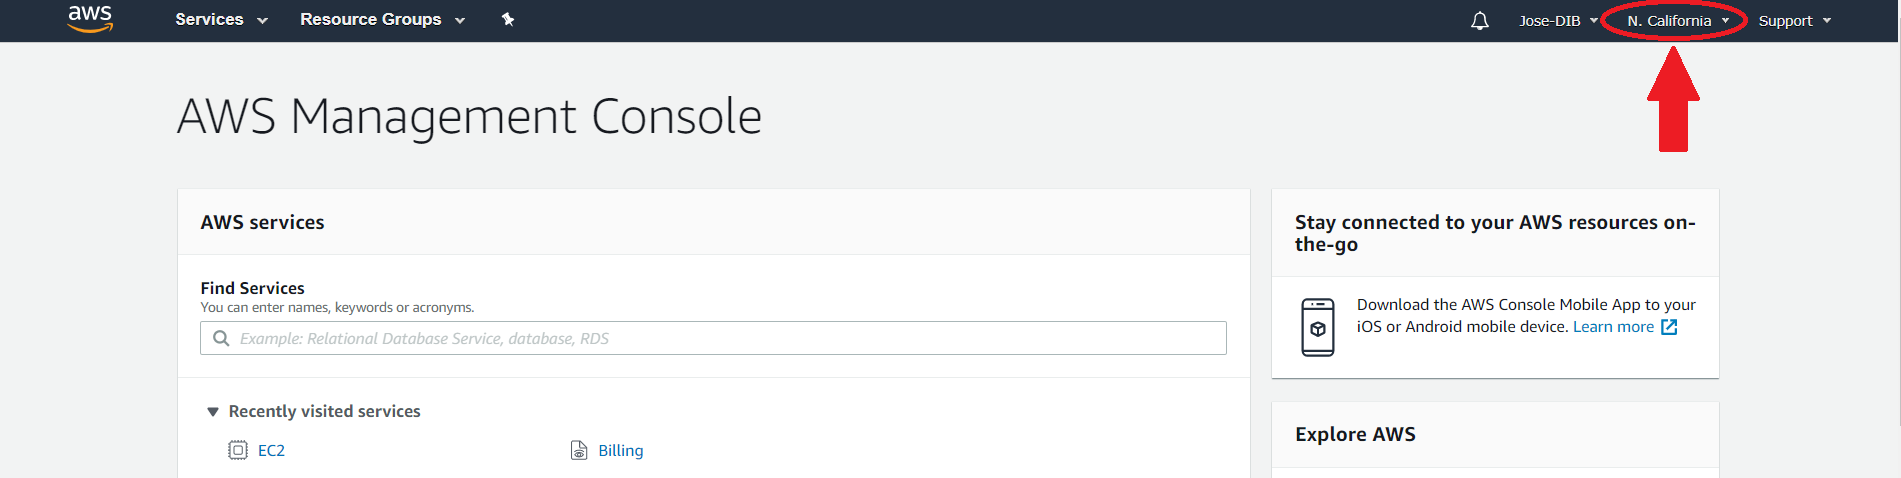 aws Services Resource Groups Jose-DIB N. California Support
AWS Management Console
AWS services
Find Services
You can enter names, keywords or acronyms.
Example: Relational Database Service, database, RDS
Recently visited services
EC2 Billing
Stay connected to your AWS resources on-
the-go
Download the AWS Console Mobile App to your
iOS or Android mobile device. Learn more
Explore AWS